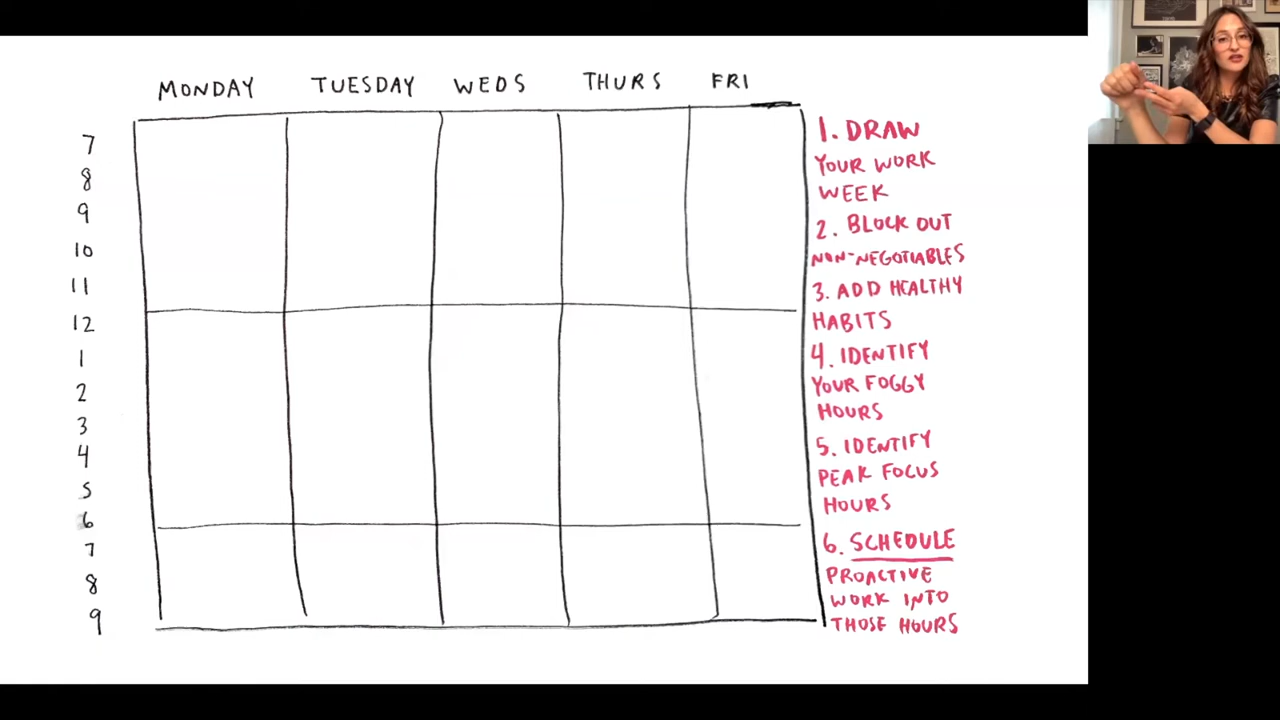 MONDAY TUESDAY WEDS THURS FRI
7
8
9
10
11
12
1
2
3
4
5
6
7
8
9
1. DRAW
YOUR WORK
WEEK
2. BLOCK OUT
NON-NEGOTIABLES
3. ADD HEALTHY
HABITS
4. IDENTIFY
YOUR FOGGY
HOURS
5. IDENTIFY
PEAK FOCUS
HOURS
6. SCHEDULE
PROACTIVE
WORK INTO
THOSE HOURS